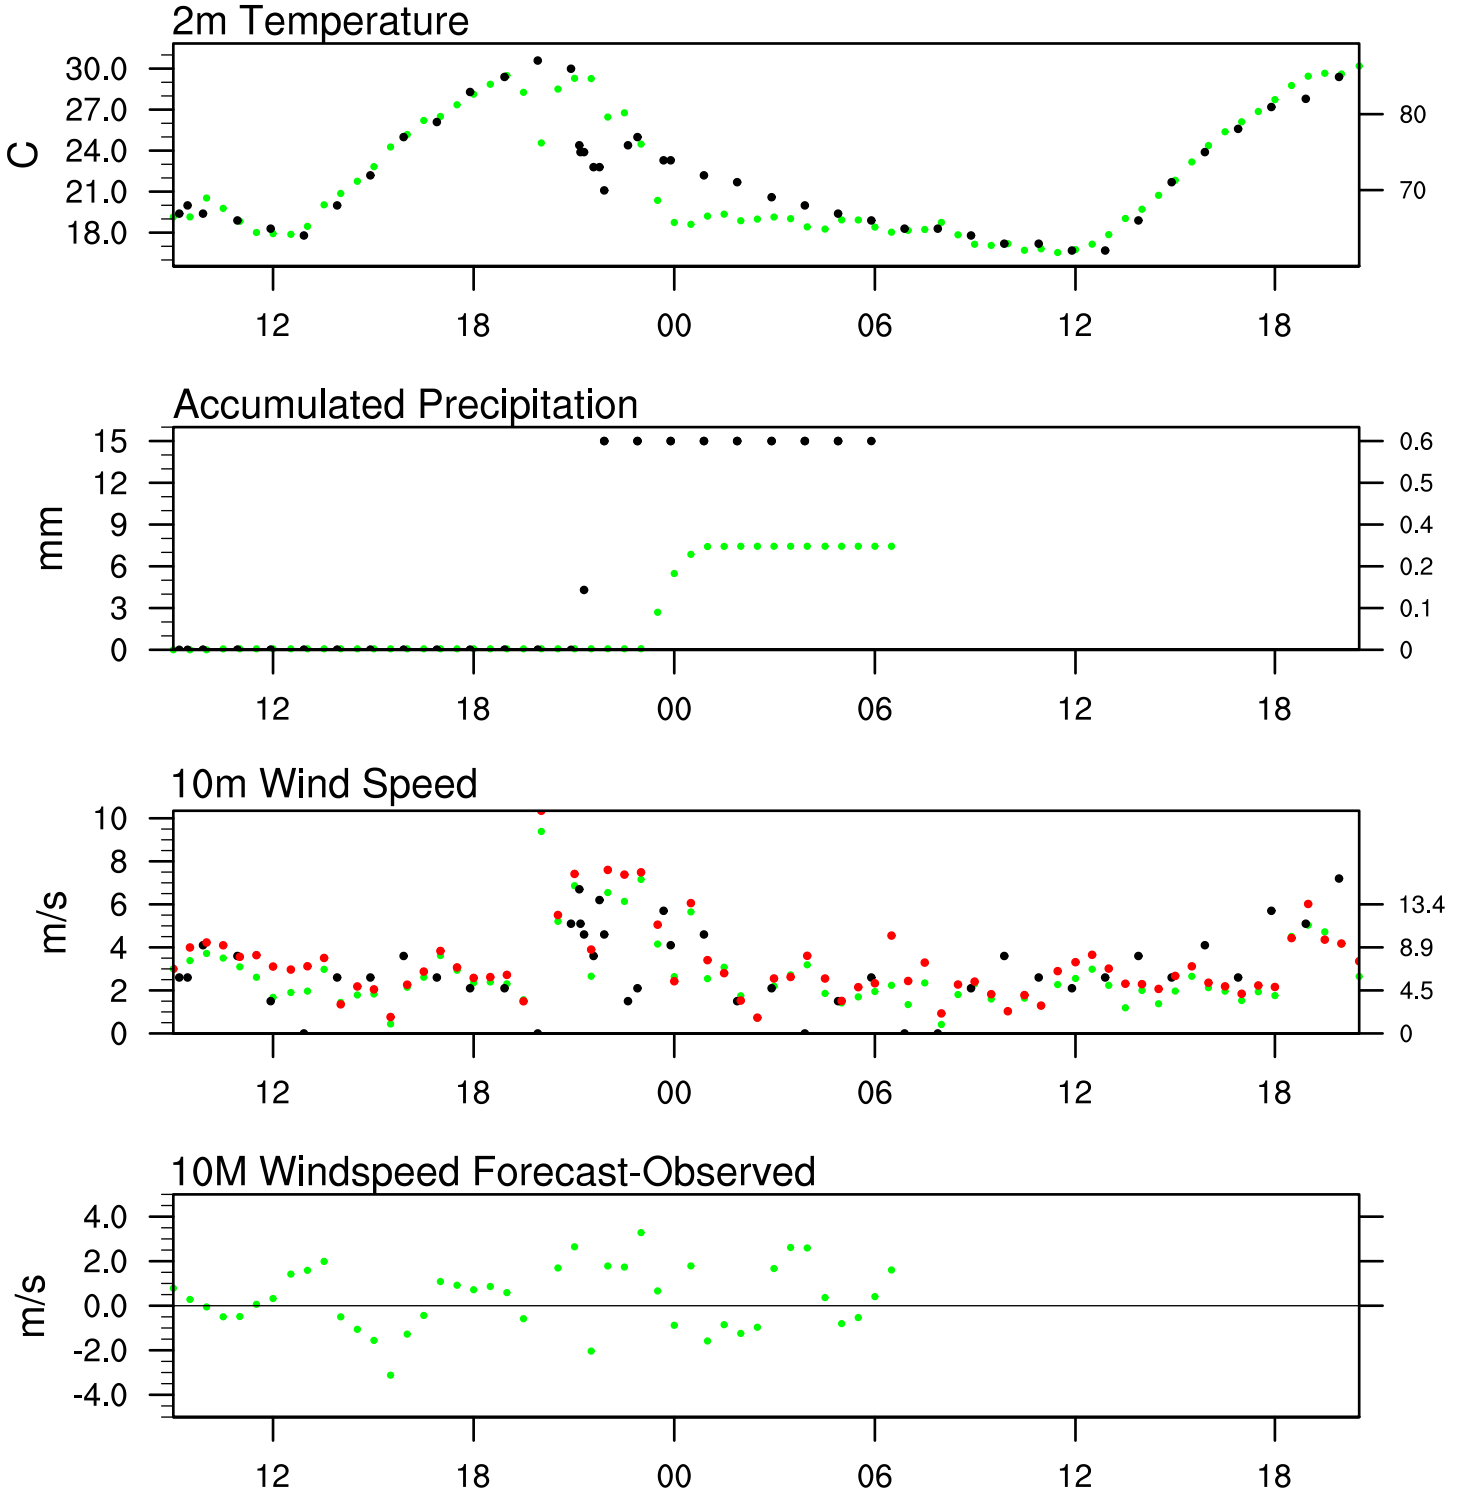 2m Temperature
30.0
27.0
24.0
21.0
18.0
C
80
70
12 18 00 06 12 18
Accumulated Precipitation
15
12
9
6
3
0
mm
0.6
0.5
0.4
0.2
0.1
0
12 18 00 06 12 18
10m Wind Speed
10
8
6
4
2
0
m/s
13.4
8.9
4.5
0
12 18 00 06 12 18
10M Windspeed Forecast-Observed
4.0
2.0
0.0
-2.0
-4.0
m/s
12 18 00 06 12 18